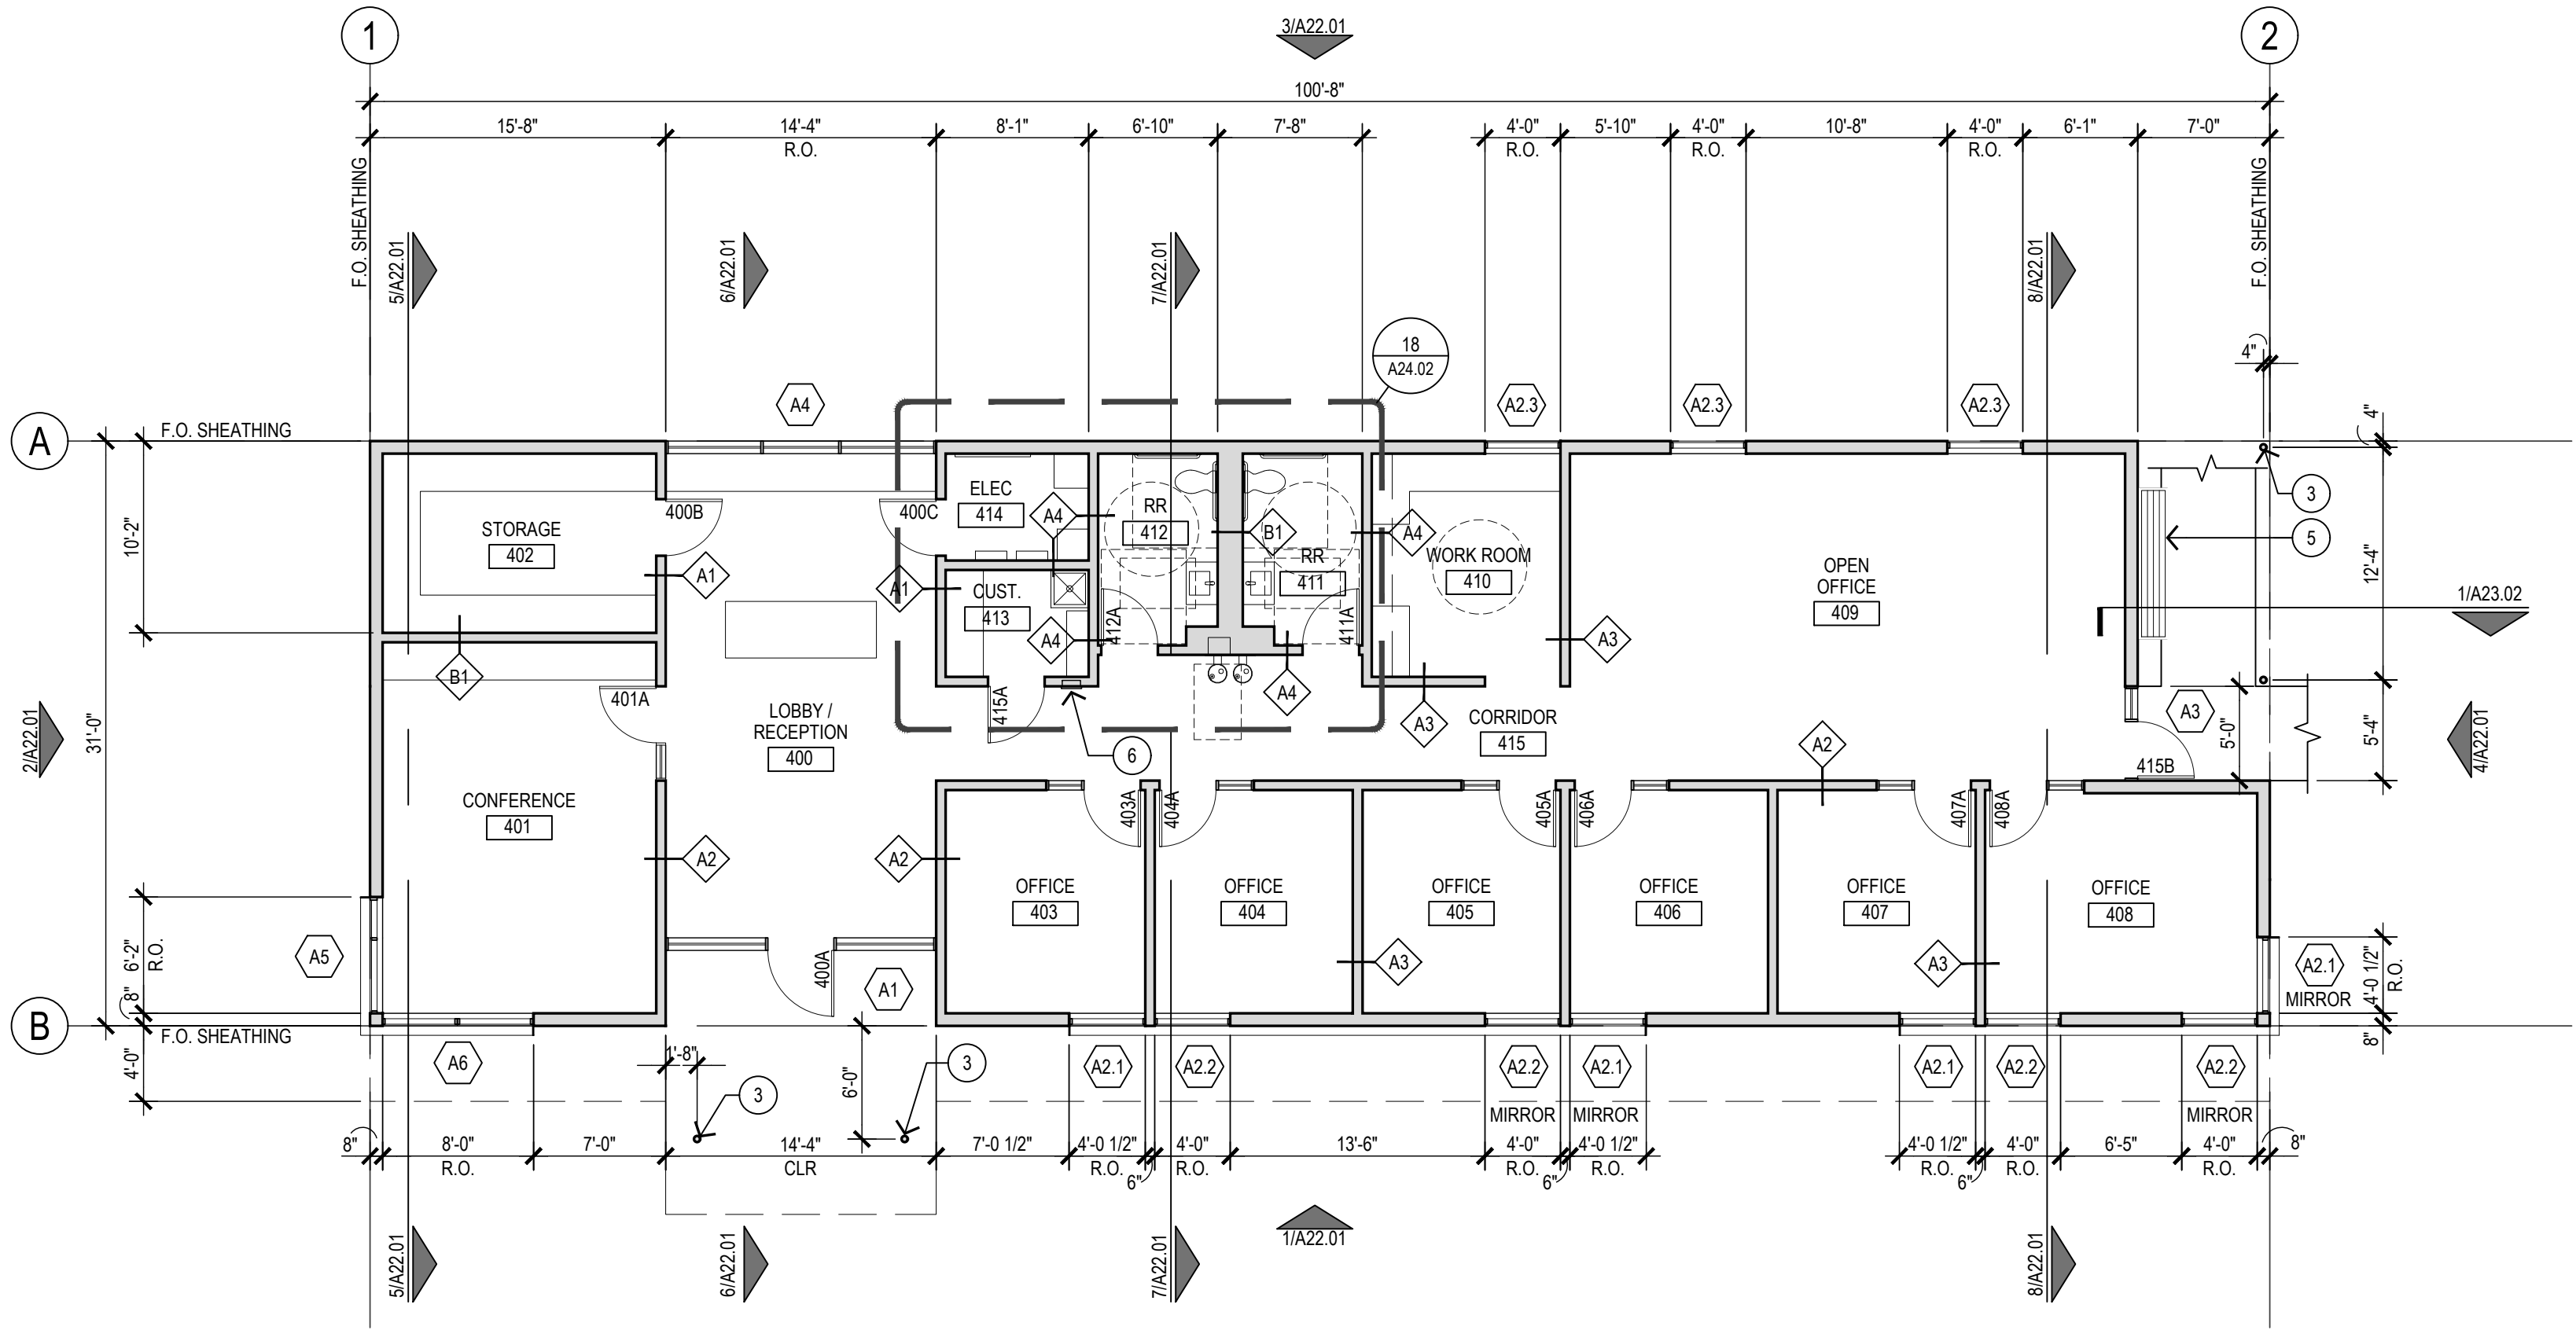 1
3/A22.01
2
100'-8"
15'-8"
14'-4"
R.O.
8'-1"
6'-10"
7'-8"
4'-0"
R.O.
5'-10"
4'-0"
R.O.
10'-8"
4'-0"
R.O.
6'-1"
7'-0"
F.O. SHEATHING
F.O. SHEATHING
5/A22.01
6/A22.01
7/A22.01
8/A22.01
18
A24.02
4"
4"
A4
A2.3
A2.3
A2.3
A
F.O. SHEATHING
3
5
10'-2"
STORAGE
402
400B
400C
ELEC
414
A4
RR
412
B1
RR
411
A4
WORK ROOM
410
OPEN
OFFICE
409
12'-4"
1/A23.02
A1
A1
CUST.
413
A4
412A
411A
A4
A3
B1
401A
415A
6
A3
CORRIDOR
415
A2
A3
5'-0"
5'-4"
415B
2/A22.01
31'-0"
4/A22.01
LOBBY /
RECEPTION
400
CONFERENCE
401
A2
A2
403A
404A
405A
406A
407A
408A
OFFICE
403
OFFICE
404
OFFICE
405
OFFICE
406
OFFICE
407
OFFICE
408
A3
A3
A5
6'-2"
R.O.
8"
400A
A1
A2.1
MIRROR
4'-0 1/2"
R.O.
8"
B
F.O. SHEATHING
4'-0"
A6
1'-8"
3
6'-0"
3
A2.1
A2.2
A2.2
MIRROR
A2.1
MIRROR
A2.1
A2.2
A2.2
MIRROR
8"
8'-0"
R.O.
7'-0"
14'-4"
CLR
7'-0 1/2"
4'-0 1/2"
R.O.
6"
4'-0"
R.O.
13'-6"
4'-0"
R.O.
6"
4'-0 1/2"
R.O.
4'-0 1/2"
R.O.
6"
4'-0"
R.O.
6'-5"
4'-0"
R.O.
8"
5/A22.01
6/A22.01
7/A22.01
1/A22.01
8/A22.01